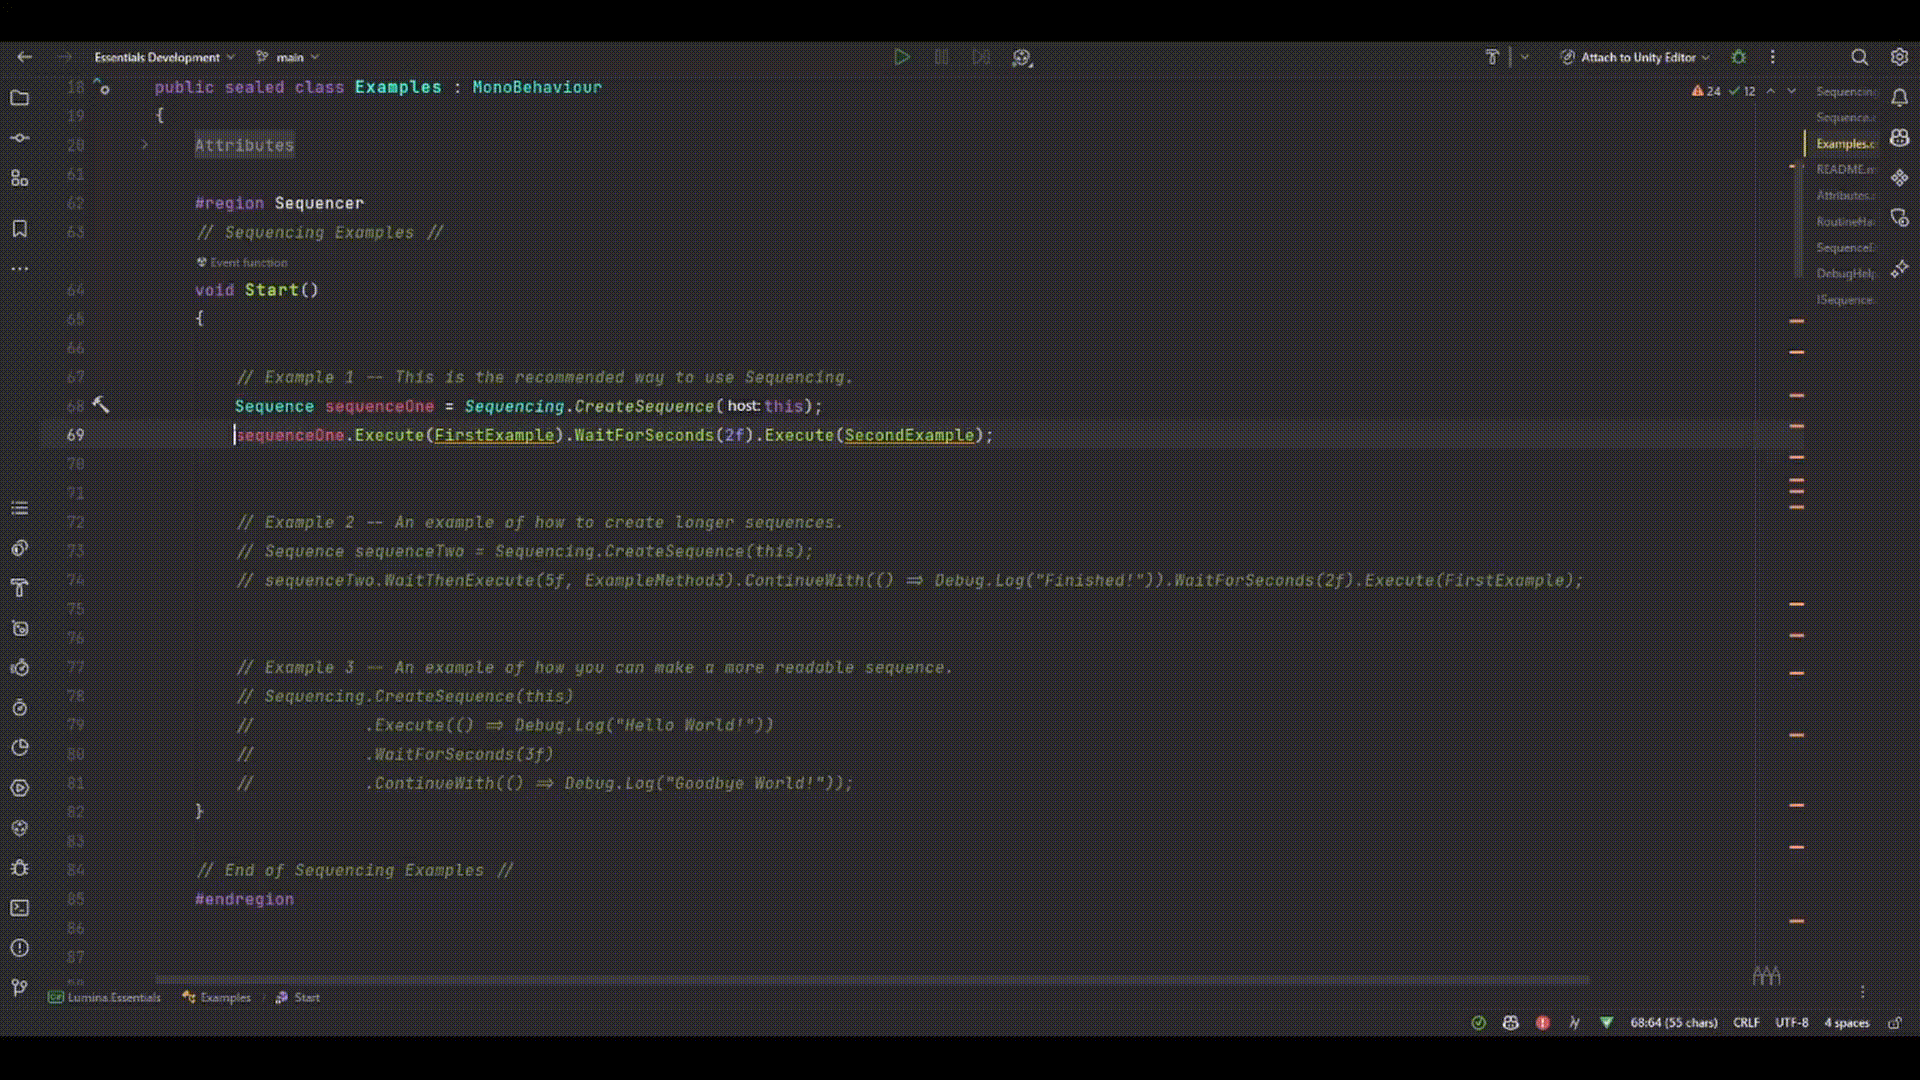 Essentials Development
main
Attach to Unity Editor
18 public sealed class Examples : MonoBehaviour
24 12
Sequencing
19 {
Sequence.
20 Attributes
Examples.c
61
README.m
Attributes.
62 #region Sequencer
RoutineHa
63 // Sequencing Examples //
Sequence
Event function
DebugHelp
64 void Start()
ISequence.
65 {
66
67 // Example 1 -- This is the recommended way to use Sequencing.
68 Sequence sequenceOne = Sequencing.CreateSequence( host: this);
69 sequenceOne.Execute(FirstExample).WaitForSeconds(2f).Execute(SecondExample);
70
71
72 // Example 2 -- An example of how to create longer sequences.
73 // Sequence sequenceTwo = Sequencing.CreateSequence(this);
74 // sequenceTwo.WaitThenExecute(5f, ExampleMethod3).ContinueWith(() => Debug.Log("Finished!")).WaitForSeconds(2f).Execute(FirstExample);
75
76
77 // Example 3 -- An example of how you can make a more readable sequence.
78 // Sequencing.CreateSequence(this)
79 // .Execute(() => Debug.Log("Hello World!"))
80 // .WaitForSeconds(3f)
81 // .ContinueWith(() => Debug.Log("Goodbye World!"));
82 }
83
84 // End of Sequencing Examples //
85 #endregion
86
87
C# Lumina.Essentials Examples Start
68:64 (55 chars) CRLF UTF-8 4 spaces